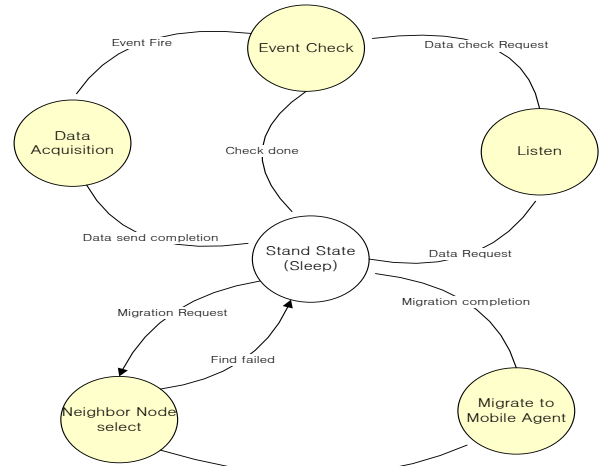 Event Fire
Event Check
Data check Request
Data
Acquisition
Check done
Listen
Data send completion
Stand State
(Sleep)
Data Request
Migration Request
Migration completion
Find failed
Neighbor Node
select
Migrate to
Mobile Agent